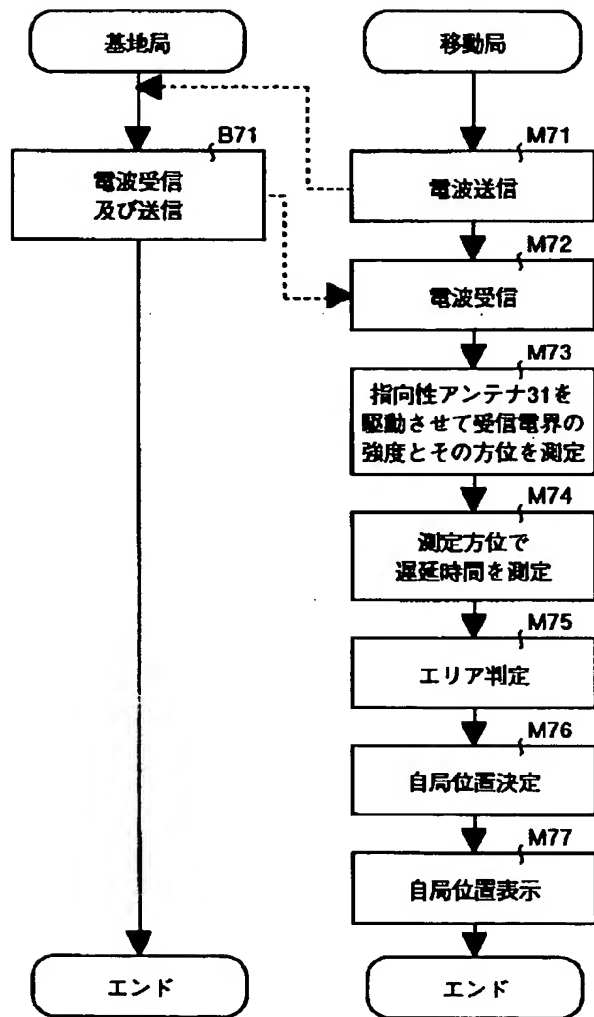 基地局
B71
電波受信
及び送信
エンド
移動局
M71
電波送信
M72
電波受信
M73
指向性アンテナ31を
駆動させて受信電界の
強度とその方位を測定
M74
測定方位で
遅延時間を測定
M75
エリア判定
M76
自局位置決定
M77
自局位置表示
エンド